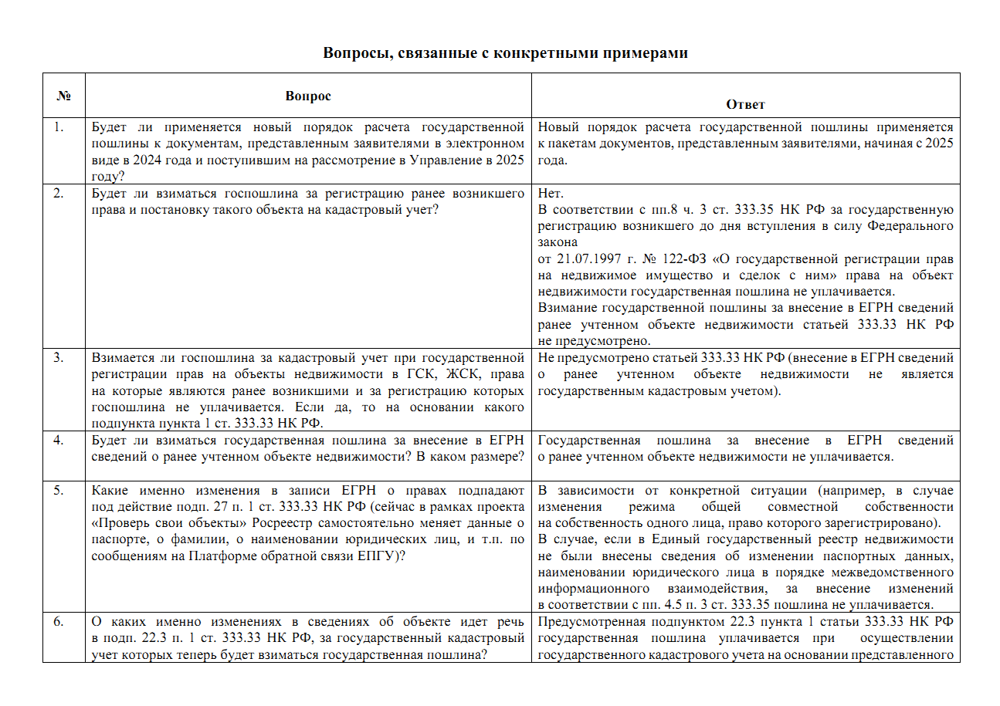 Вопросы, связанные с конкретными примерами
№
Вопрос
Ответ
1.
Будет ли применяется новый порядок расчета государственной
пошлины к документам, представленным заявителями в электронном
виде в 2024 года и поступившим на рассмотрение в Управление в 2025
году?
Новый порядок расчета государственной пошлины применяется
к пакетам документов, представленным заявителями, начиная с 2025
года.
2.
Будет ли взиматься госпошлина за регистрацию ранее возникшего
права и постановку такого объекта на кадастровый учет?
Нет.
В соответствии с пп.8 ч. 3 ст. 333.35 НК РФ за государственную
регистрацию возникшего до дня вступления в силу Федерального
закона
от 21.07.1997 г. № 122-ФЗ «О государственной регистрации прав
на недвижимое имущество и сделок с ним» права на объект
недвижимости государственная пошлина не уплачивается.
Взимание государственной пошлины за внесение в ЕГРН сведений
ранее учтенном объекте недвижимости статьей 333.33 НК РФ
не предусмотрено.
3.
Взимается ли госпошлина за кадастровый учет при государственной
регистрации прав на объекты недвижимости в ГСК, ЖСК, права
на которые являются ранее возникшими и за регистрацию которых
госпошлина не уплачивается. Если да, то на основании какого
подпункта пункта 1 ст. 333.33 НК РФ.
Не предусмотрено статьей 333.33 НК РФ (внесение в ЕГРН сведений
о ранее учтенном объекте недвижимости не является
государственным кадастровым учетом).
4.
Будет ли взиматься государственная пошлина за внесение в ЕГРН
сведений о ранее учтенном объекте недвижимости? В каком размере?
Государственная пошлина за внесение в ЕГРН сведений
о ранее учтенном объекте недвижимости не уплачивается.
5.
Какие именно изменения в записи ЕГРН о правах подпадают
под действие подп. 27 п. 1 ст. 333.33 НК РФ (сейчас в рамках проекта
«Проверь свои объекты» Росреестр самостоятельно меняет данные о
паспорте, о фамилии, о наименовании юридических лиц, и т.п. по
сообщениям на Платформе обратной связи ЕПГУ)?
В зависимости от конкретной ситуации (например, в случае
изменения режима общей совместной собственности
на собственность одного лица, право которого зарегистрировано).
В случае, если в Единый государственный реестр недвижимости
не были внесены сведения об изменении паспортных данных,
наименовании юридического лица в порядке межведомственного
информационного взаимодействия, за внесение изменений
в соответствии с пп. 4.5 п. 3 ст. 333.35 пошлина не уплачивается.
6.
О каких именно изменениях в сведениях об объекте идет речь
в подп. 22.3 п. 1 ст. 333.33 НК РФ, за государственный кадастровый
учет которых теперь будет взиматься государственная пошлина?
Предусмотренная подпунктом 22.3 пункта 1 статьи 333.33 НК РФ
государственная пошлина уплачивается при осуществлении
государственного кадастрового учета на основании представленного